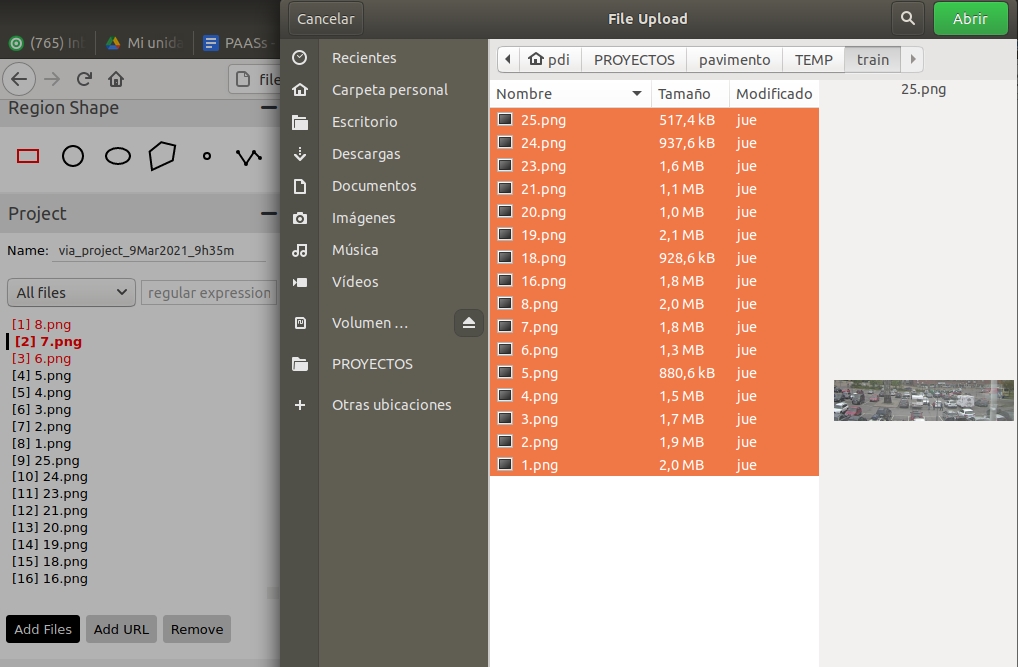 (765) In
Mi unida
PAASs -
file
Region Shape
Project
Name: via_project_9Mar2021_9h35m
All files
regular expression
[1] 8.png
[2] 7.png
[3] 6.png
[4] 5.png
[5] 4.png
[6] 3.png
[7] 2.png
[8] 1.png
[9] 25.png
[10] 24.png
[11] 23.png
[12] 21.png
[13] 20.png
[14] 19.png
[15] 18.png
[16] 16.png
Add Files Add URL Remove
Cancelar
File Upload
Abrir
Recientes
Carpeta personal
Escritorio
Descargas
Documentos
Imágenes
Música
Vídeos
Volumen ...
PROYECTOS
+ Otras ubicaciones
pdi PROYECTOS pavimento TEMP train
Nombre Tamaño Modificado
25.png 517,4 kB jue
24.png 937,6 kB jue
23.png 1,6 MB jue
21.png 1,1 MB jue
20.png 1,0 MB jue
19.png 2,1 MB jue
18.png 928,6 kB jue
16.png 1,8 MB jue
8.png 2,0 MB jue
7.png 1,8 MB jue
6.png 1,3 MB jue
5.png 880,6 kB jue
4.png 1,5 MB jue
3.png 1,7 MB jue
2.png 1,9 MB jue
1.png 2,0 MB jue
25.png